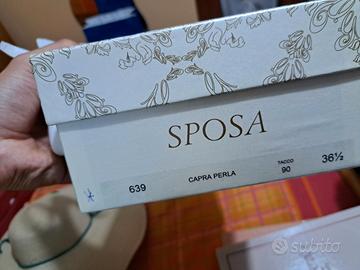 SPOSA
639
CAPRA PERLA
TACCO
90
36½
subito